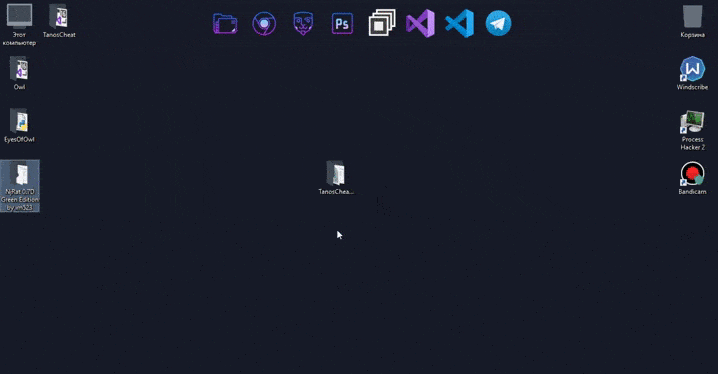 Этот
компьютер
TanosCheat
Ps
Корзина
Owl
W
Windscribe
EyesOfOwl
Process
Hacker 2
NjRat 0.7D
Green Edition
by im523
TanosChea...
Bandicam